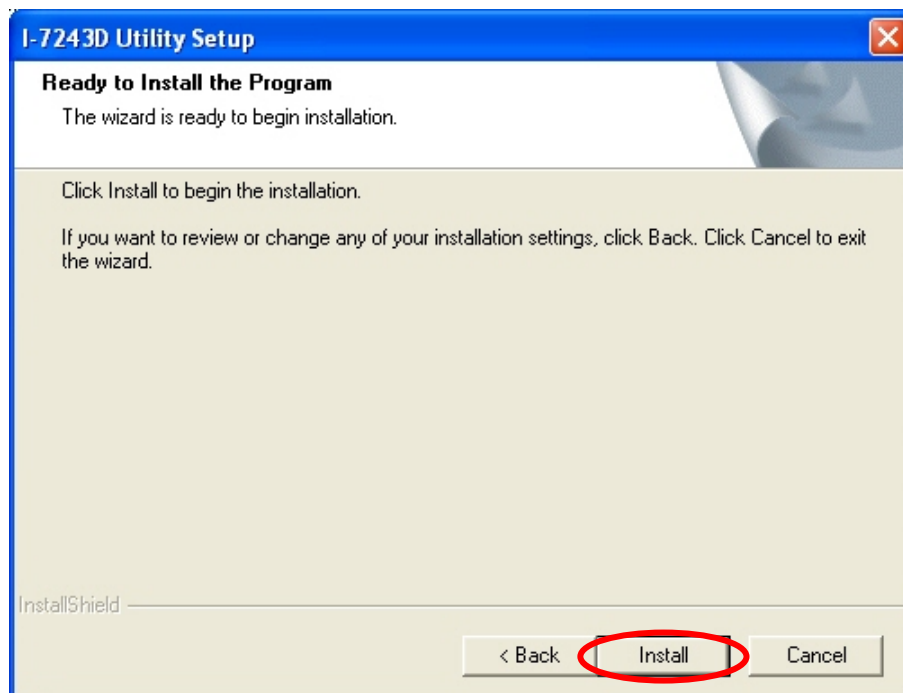 I-7243D Utility Setup
Ready to Install the Program
The wizard is ready to begin installation.
Click Install to begin the installation.
If you want to review or change any of your installation settings, click Back. Click Cancel to exit
the wizard.
InstallShield
< Back Install Cancel